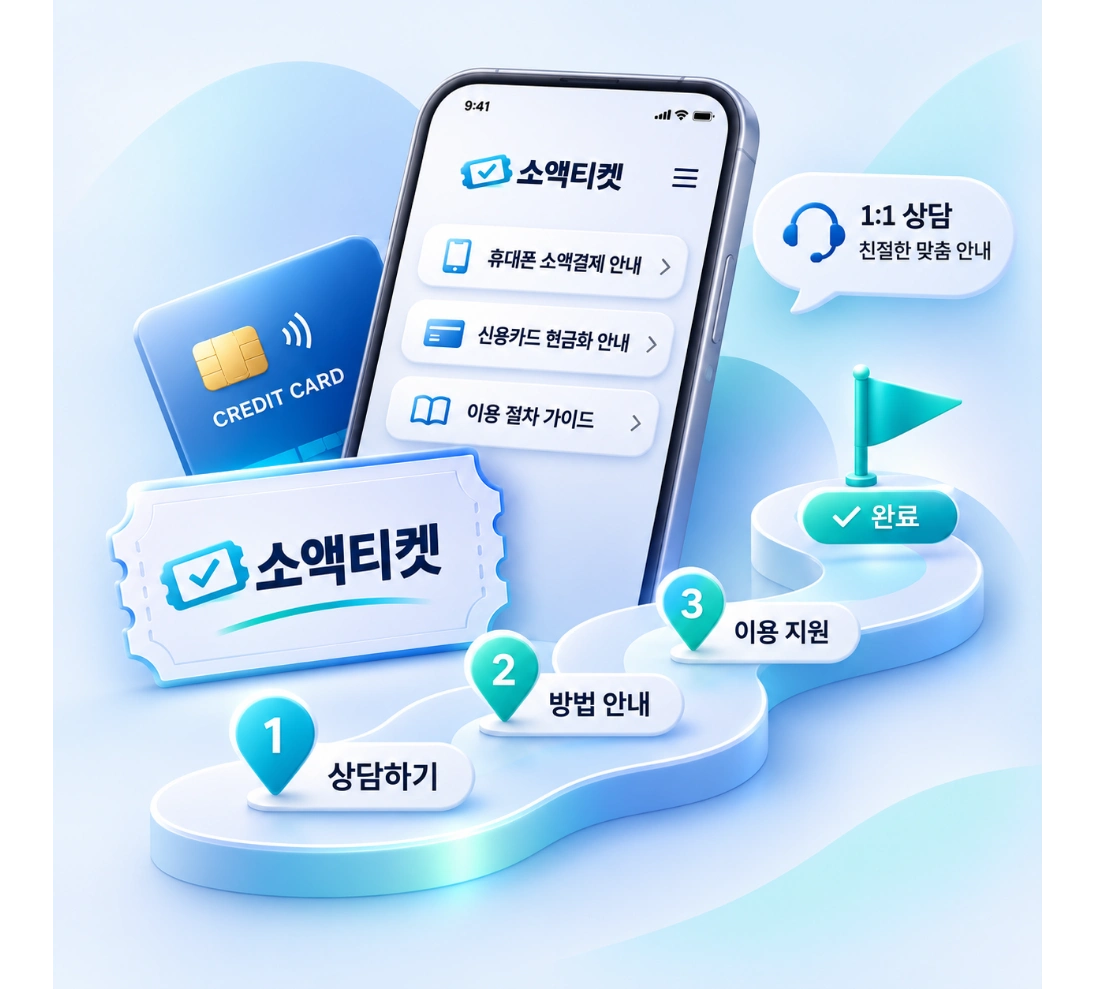 9:41
소액티켓
휴대폰 소액결제 안내
신용카드 현금화 안내
이용 절차 가이드
1:1 상담
친절한 맞춤 안내
CREDIT CARD
소액티켓
완료
3
이용 지원
2
방법 안내
1
상담하기